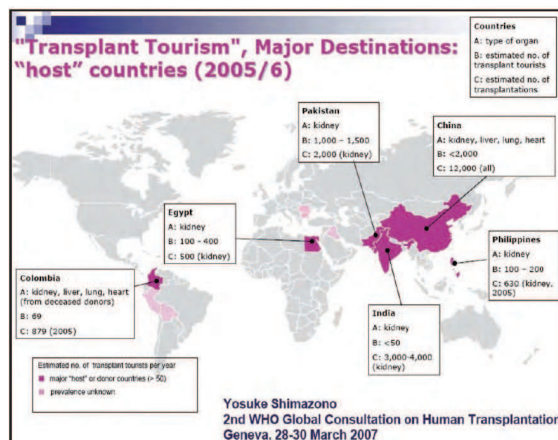 "Transplant Tourism", Major Destinations:
“host” countries (2005/6)
Countries
A: type of organ
B: estimated no. of
transplant tourists
C: estimated no. of
transplantations
Pakistan
A: kidney
B: 1,000 – 1,500
C: 2,000 (kidney)
China
A: kidney, liver, lung, heart
B: <2,000
C: 12,000 (all)
Egypt
A: kidney
B: 100 - 400
C: 500 (kidney)
Philippines
A: kidney
B: 100 – 200
C: 630 (kidney,
2005)
Colombia
A: kidney, liver, lung, heart
(from deceased donors)
B: 69
C: 879 (2005)
India
A: kidney
B: <50
C: 3,000-4,000
(kidney)
Estimated no. of transplant tourists per year
major "host" or donor countries (> 50)
prevalence unknown
Yosuke Shimazono
2nd WHO Global Consultation on Human Transplantation
Geneva, 28-30 March 2007